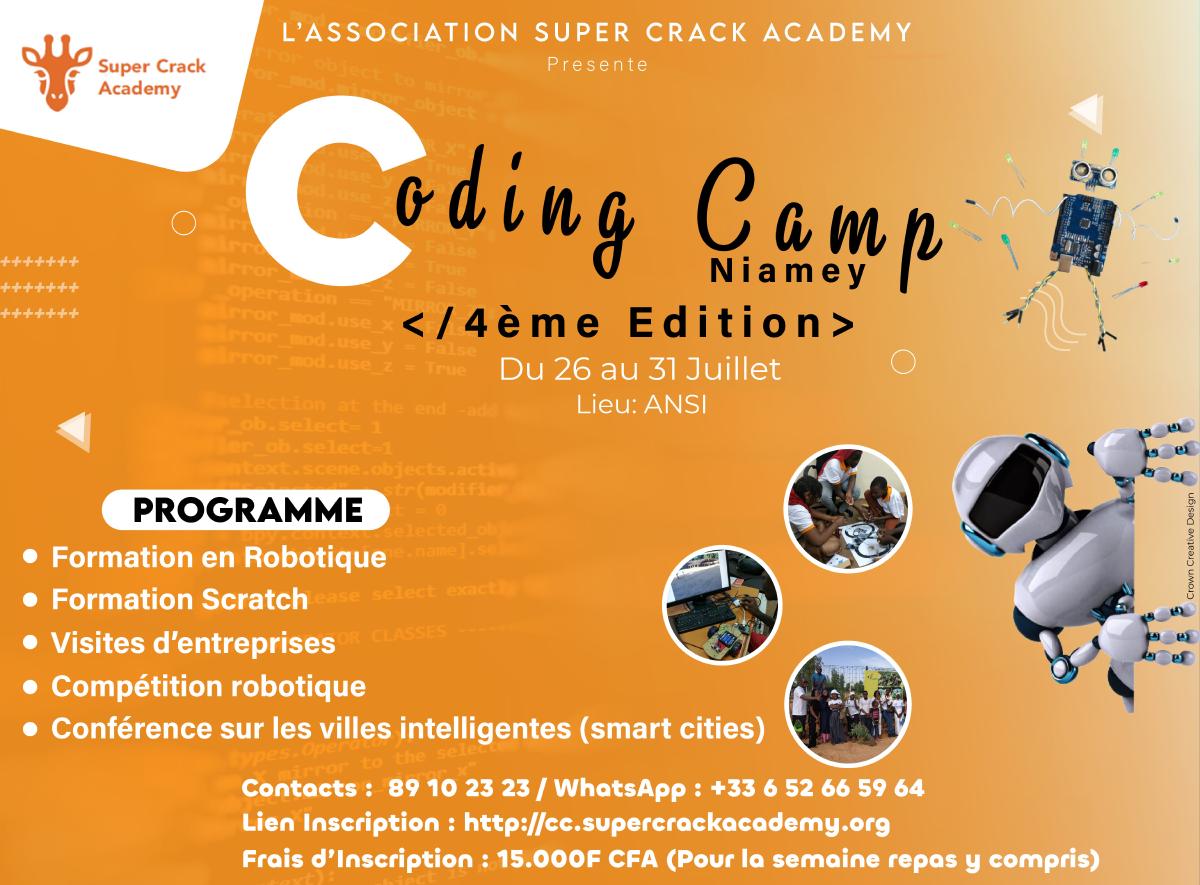 L'ASSOCIATION SUPER CRACK ACADEMY
Presente
Super Crack
Academy
Coding Camp
Niamey
</4ème Edition>
Du 26 au 31 Juillet
Lieu: ANSI
PROGRAMME
Formation en Robotique
Formation Scratch
Visites d'entreprises
Compétition robotique
Conférence sur les villes intelligentes (smart cities)
Contacts : 89 10 23 23 / WhatsApp : +33 6 52 66 59 64
Lien Inscription : http://cc.supercrackacademy.org
Frais d'Inscription : 15.000F CFA (Pour la semaine repas y compris)
Crown Creative Design